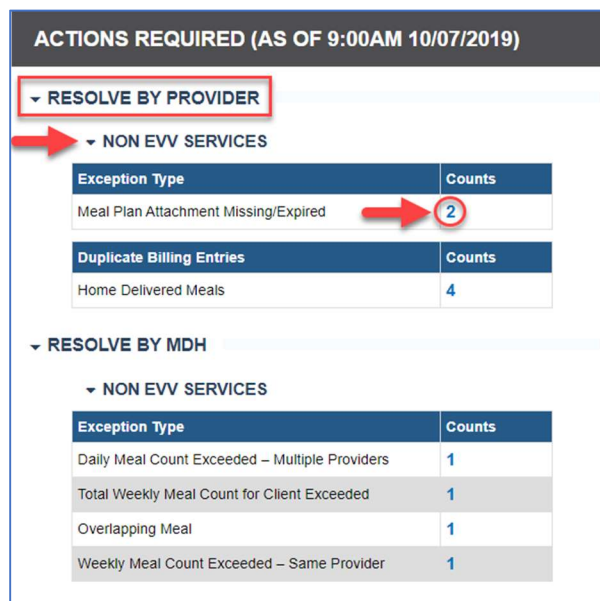 ACTIONS REQUIRED (AS OF 9:00AM 10/07/2019)
RESOLVE BY PROVIDER
NON EVV SERVICES
Exception Type Counts
Meal Plan Attachment Missing/Expired 2
Duplicate Billing Entries Counts
Home Delivered Meals 4
RESOLVE BY MDH
NON EVV SERVICES
Exception Type Counts
Daily Meal Count Exceeded – Multiple Providers 1
Total Weekly Meal Count for Client Exceeded 1
Overlapping Meal 1
Weekly Meal Count Exceeded – Same Provider 1